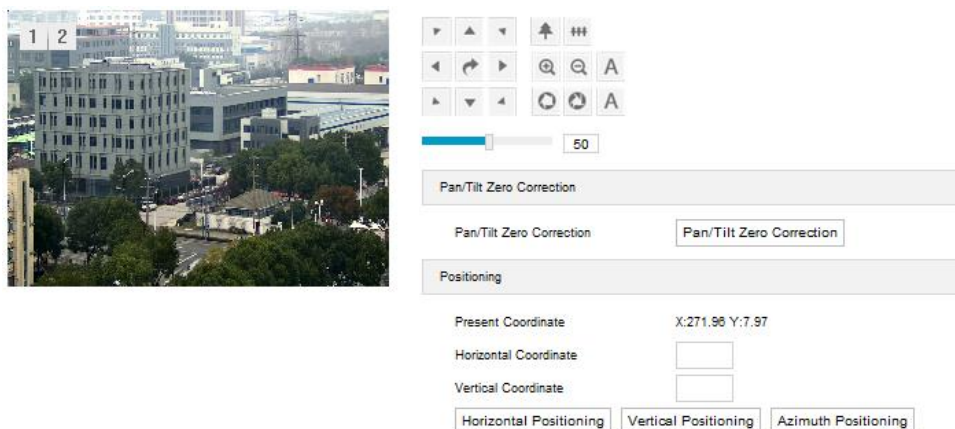 1 2
A
A
50
Pan/Tilt Zero Correction
Pan/Tilt Zero Correction Pan/Tilt Zero Correction
Positioning
Present Coordinate X:271.96 Y:7.97
Horizontal Coordinate
Vertical Coordinate
Horizontal Positioning Vertical Positioning Azimuth Positioning